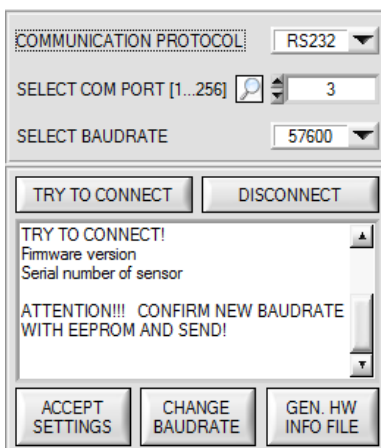 COMMUNICATION PROTOCOL RS232
SELECT COM PORT [1...256] 3
SELECT BAUDRATE 57600
TRY TO CONNECT DISCONNECT
TRY TO CONNECT!
Firmware version
Serial number of sensor
ATTENTION!!! CONFIRM NEW BAUDRATE
WITH EEPROM AND SEND!
ACCEPT CHANGE GEN. HW
SETTINGS BAUDRATE INFO FILE